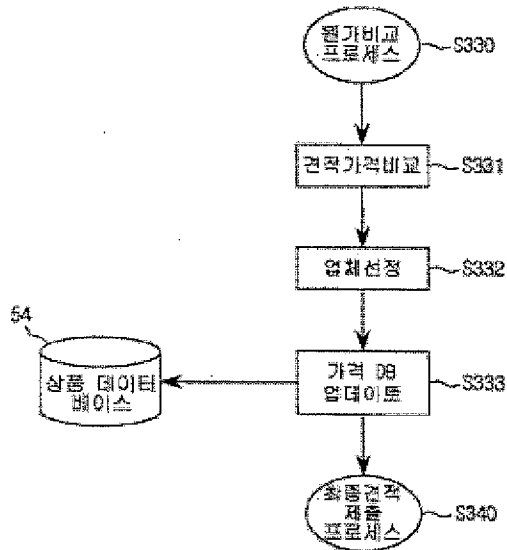 원가비교
프로세스
S330
견적가격비교
S331
업체선정
S332
54
상품 데이터
베이스
가격 DB
업데이트
S333
최종견적
제출
프로세스
S340